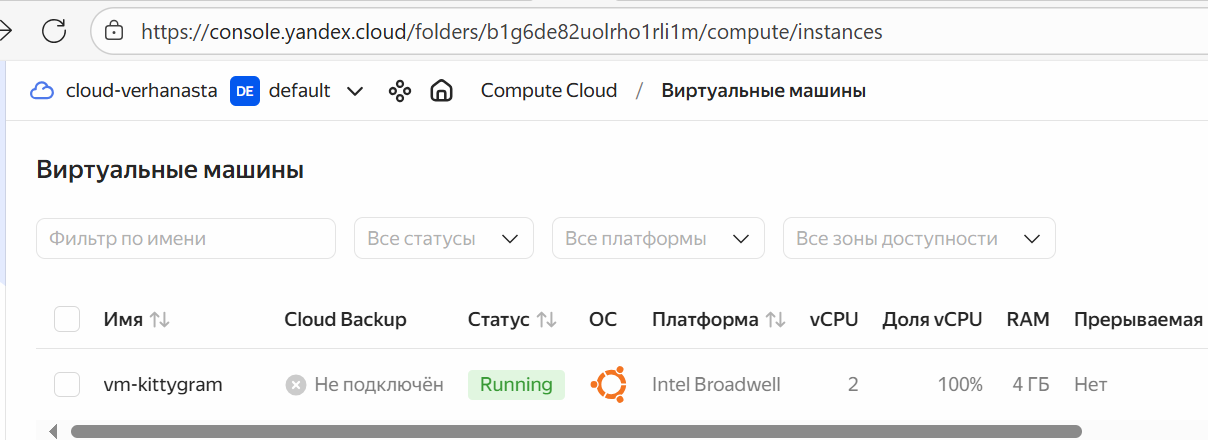 https://console.yandex.cloud/folders/b1g6de82uolrho1rli1m/compute/instances
cloud-verhanasta DE default Compute Cloud / Виртуальные машины
Виртуальные машины
Фильтр по имени Все статусы Все платформы Все зоны доступности
Имя Cloud Backup Статус ОС Платформа vCPU Доля vCPU RAM Прерываемая
vm-kittygram Не подключён Running Intel Broadwell 2 100% 4 ГБ Нет